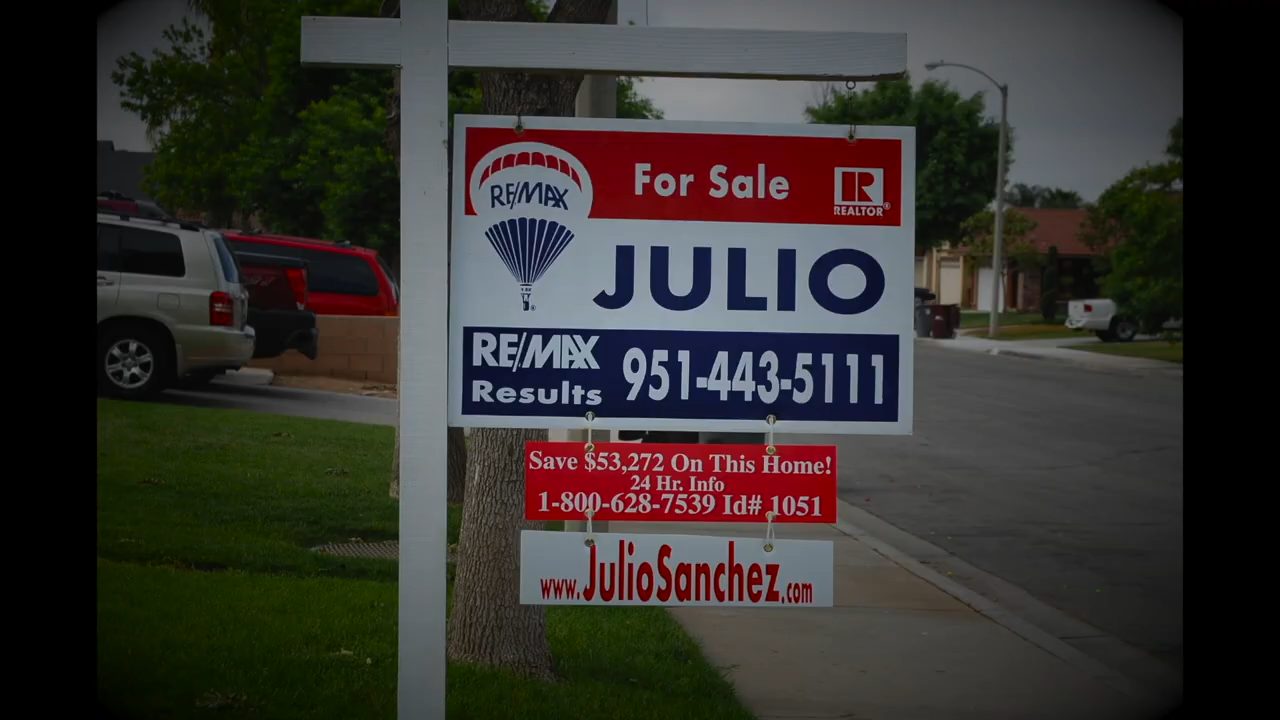 For Sale
RE/MAX
REALTOR®
JULIO
RE/MAX
Results
951-443-5111
Save $53,272 On This Home!
24 Hr. Info
1-800-628-7539 Id# 1051
www.JulioSanchez.com